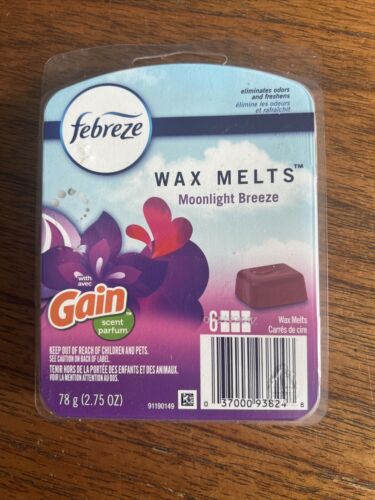 febreze
eliminates odors
and freshens
élimine les odeurs
et rafraîchit
WAX MELTS™
Moonlight Breeze
with
avec
Gain™
scent
parfum
6
Wax Melts
Carrés de cire
KEEP OUT OF REACH OF CHILDREN AND PETS.
SEE CAUTION ON BACK OF LABEL.
TENIR HORS DE LA PORTÉE DES ENFANTS ET DES ANIMAUX.
VOIR LA MENTION ATTENTION AU DOS.
78 g (2.75 OZ)
91190149
0 37000 93824 8